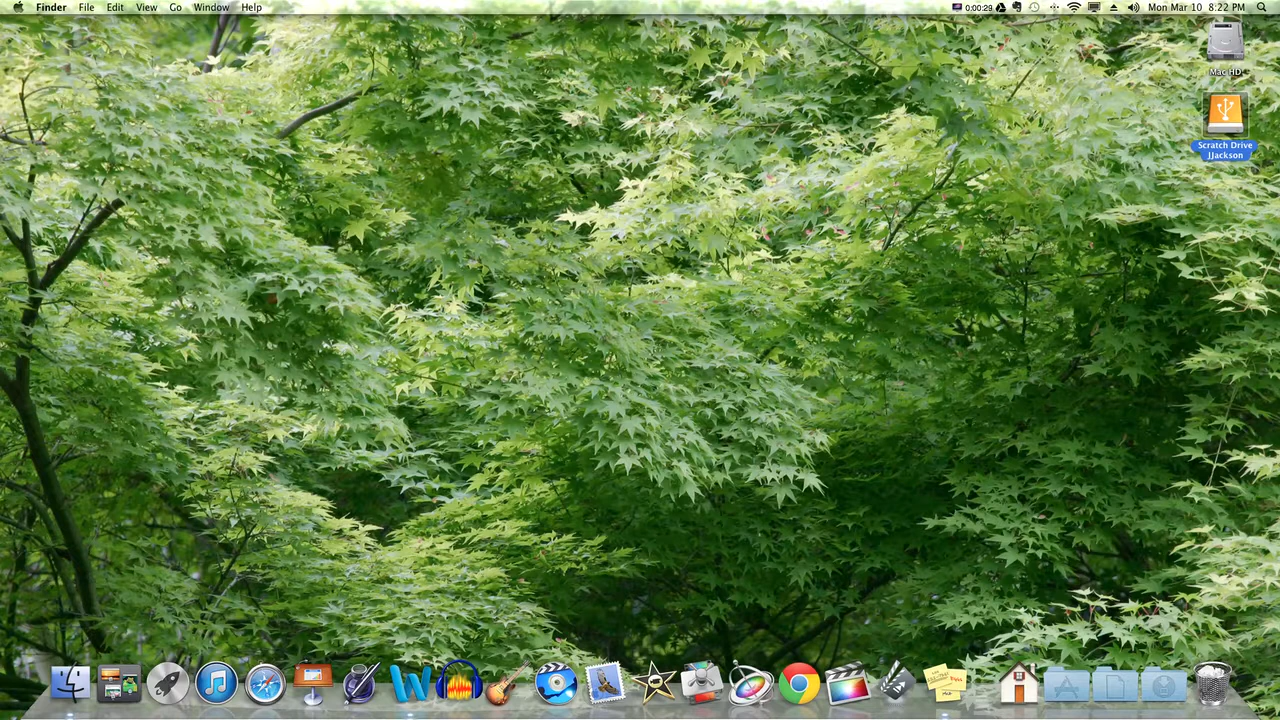 Finder File Edit View Go Window Help 0:00:29 Mon Mar 10 8:22 PM
Mac HD
Scratch Drive
JJackson